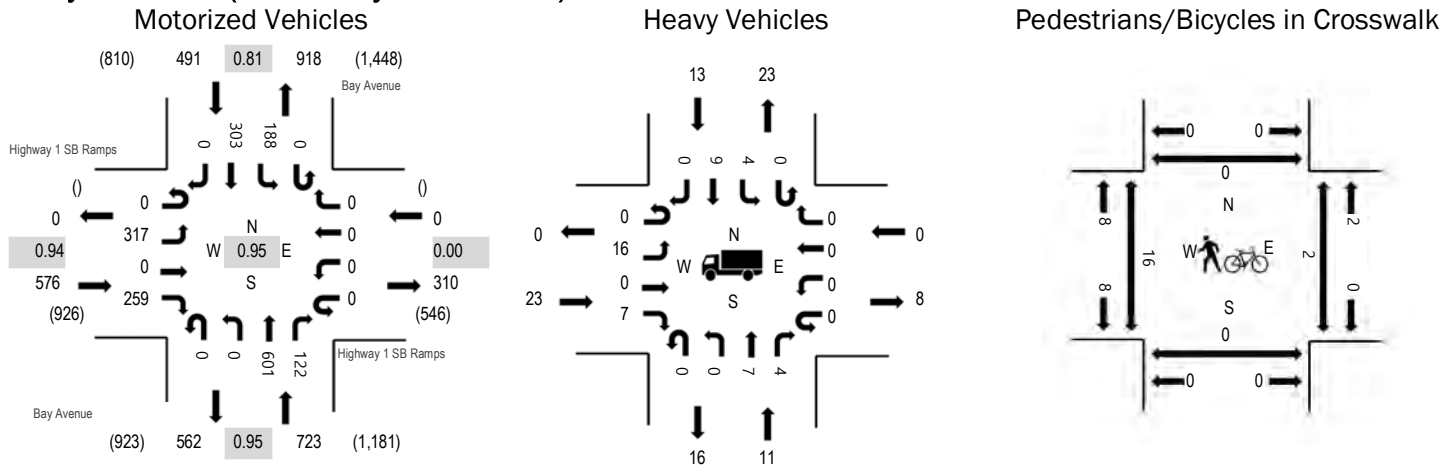 Motorized Vehicles
(810) 491 0.81 918 (1,448)
Bay Avenue
Highway 1 SB Ramps
0 303 188 0
() 0 0 ()
0 317 0 0
0.94 N W 0.95 E S 0.00
576 0 0 310
(926) 259 0 (546)
0 0 601 122
Highway 1 SB Ramps
Bay Avenue
(923) 562 0.95 723 (1,181)
Heavy Vehicles
13 23
0 9 4 0
0 0
0 16 0 0
N W E S
23 0 0 8
7 0
0 0 7 4
16 11
Pedestrians/Bicycles in Crosswalk
0 0
0
8 N 2
16 W E 2
8 S 0
0
0 0